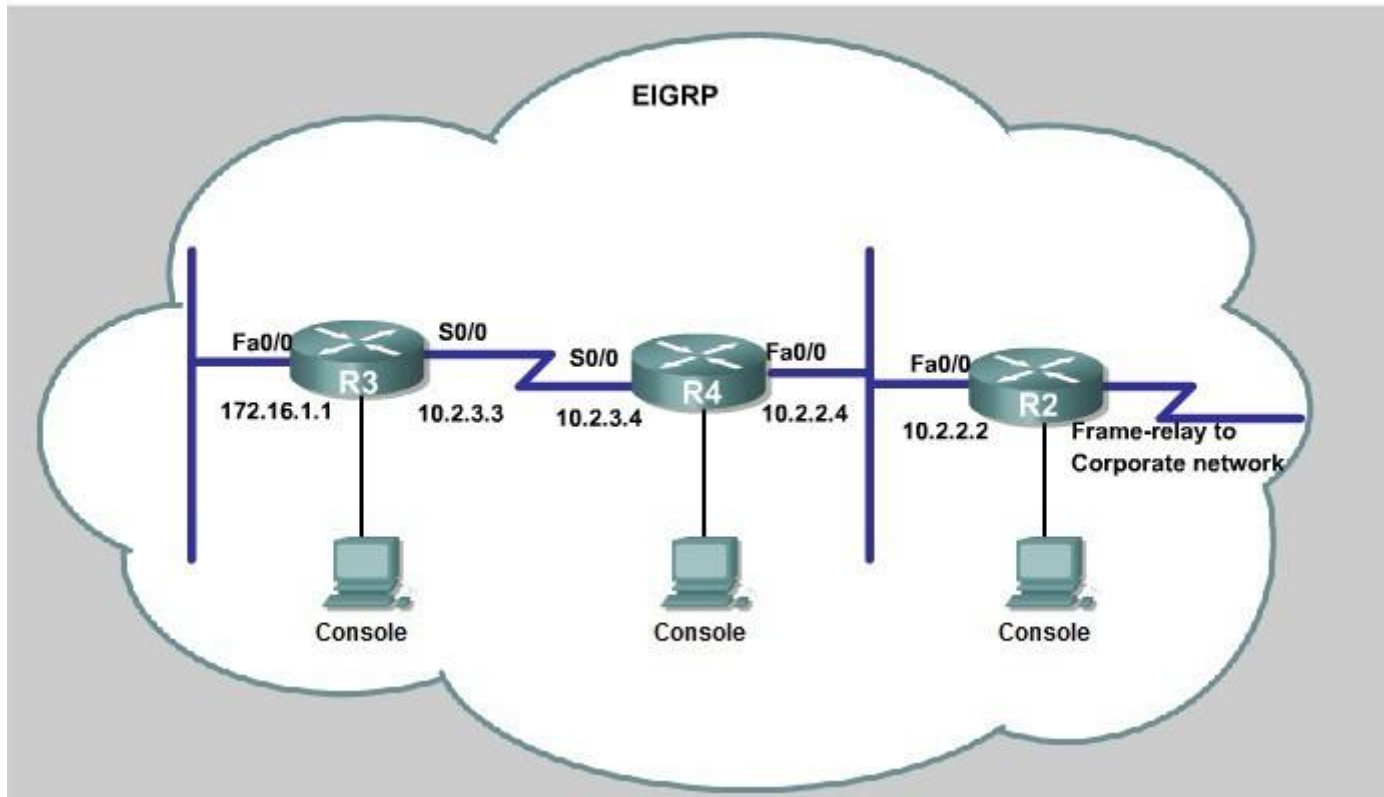 EIGRP
Fa0/0
S0/0
S0/0
Fa0/0
Fa0/0
R3
R4
R2
172.16.1.1
10.2.3.3
10.2.3.4
10.2.2.4
10.2.2.2
Frame-relay to
Corporate network
Console
Console
Console